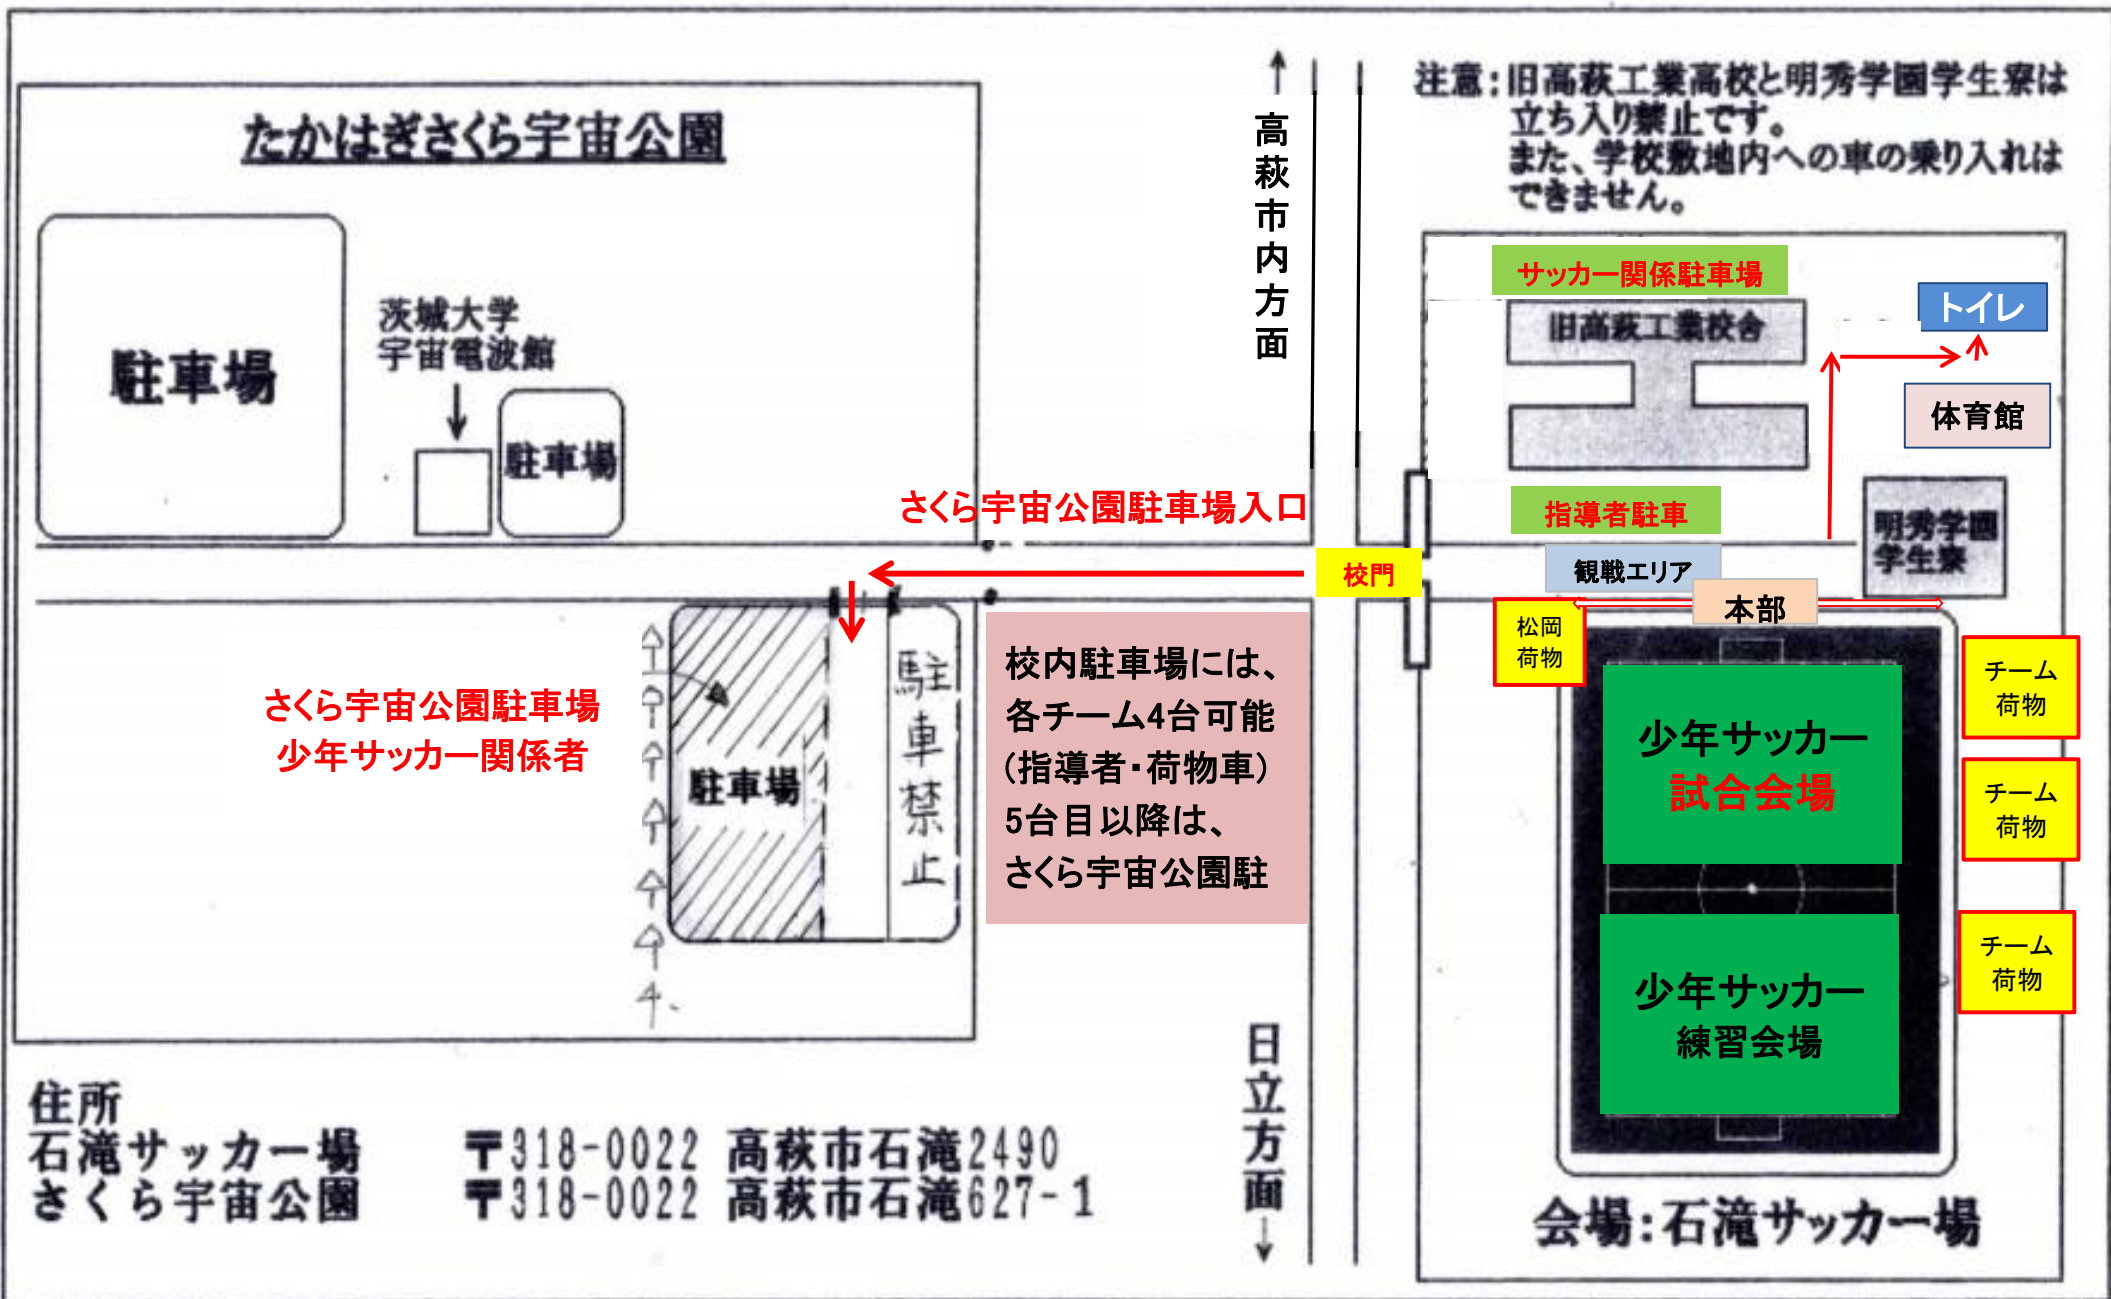 たかはぎさくら宇宙公園
駐車場
茨城大学
宇宙電波館
駐車場
高萩市内方面
注意：旧高萩工業高校と明秀学園学生寮は
立ち入り禁止です。
また、学校敷地内への車の乗り入れは
できません。
サッカー関係駐車場
旧高萩工業校舎
トイレ
体育館
指導者駐車
明秀学園
学生寮
観戦エリア
本部
さくら宇宙公園駐車場入口
校門
さくら宇宙公園駐車場
少年サッカー関係者
駐車場
駐車禁止
校内駐車場には、
各チーム4台可能
（指導者・荷物車）
5台目以降は、
さくら宇宙公園駐
松岡
荷物
チーム
荷物
チーム
荷物
チーム
荷物
少年サッカー
試合会場
少年サッカー
練習会場
日立方面
会場：石滝サッカー場
住所
石滝サッカー場 〒318-0022 高萩市石滝2490
さくら宇宙公園 〒318-0022 高萩市石滝627-1